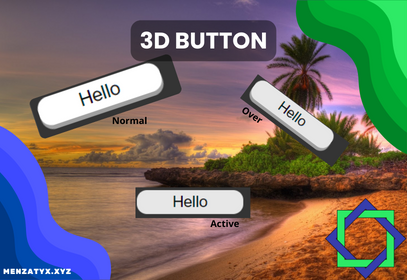 3D BUTTON
Hello
Normal
Hello
Over
Hello
Active
MENZATYX.XYZ